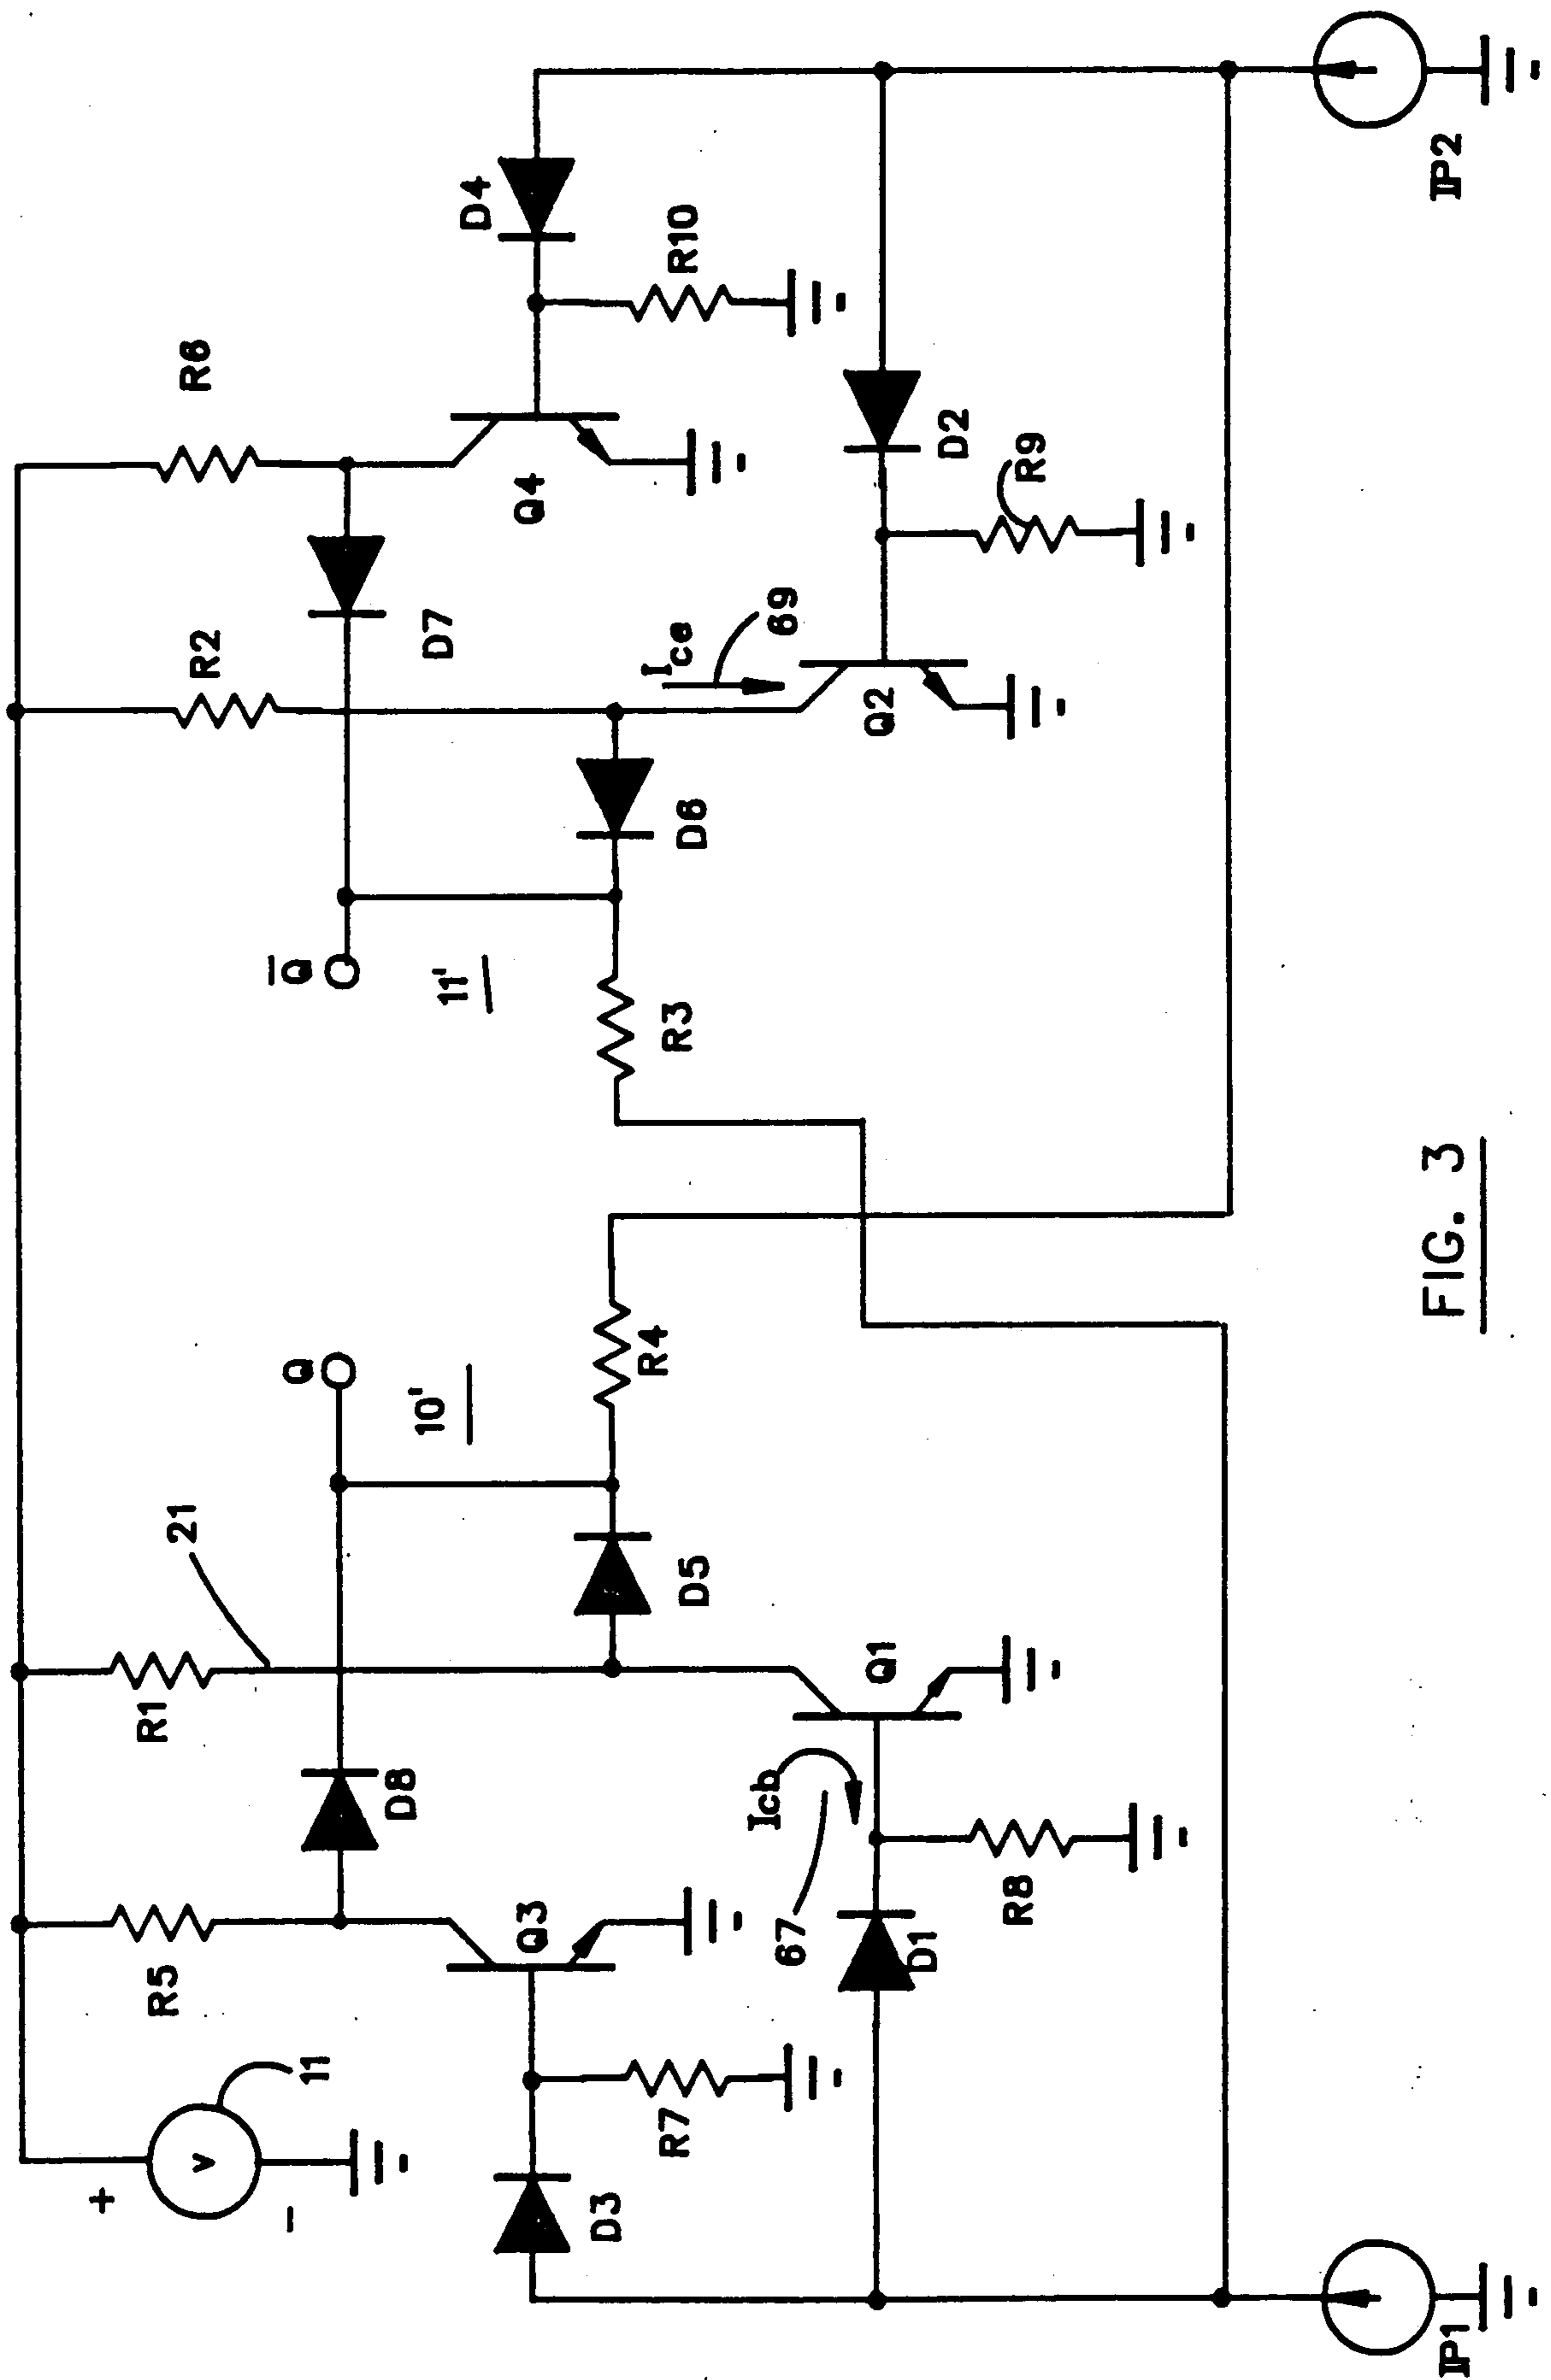 +
V
-
11
R5
R1
21
D8
Q
10'
Q
11'
R2
R6
D7
D4
Q4
R10
D3
R7
Q3
D5
R4
R3
D6
Ice
69
D2
Q2
R9
67
Icb
D1
Q1
R8
IP1
IP2
FIG. 3